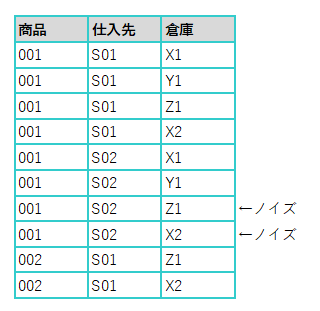 商品 仕入先 倉庫
001 S01 X1
001 S01 Y1
001 S01 Z1
001 S01 X2
001 S02 X1
001 S02 Y1
001 S02 Z1 ←ノイズ
001 S02 X2 ←ノイズ
002 S01 Z1
002 S01 X2